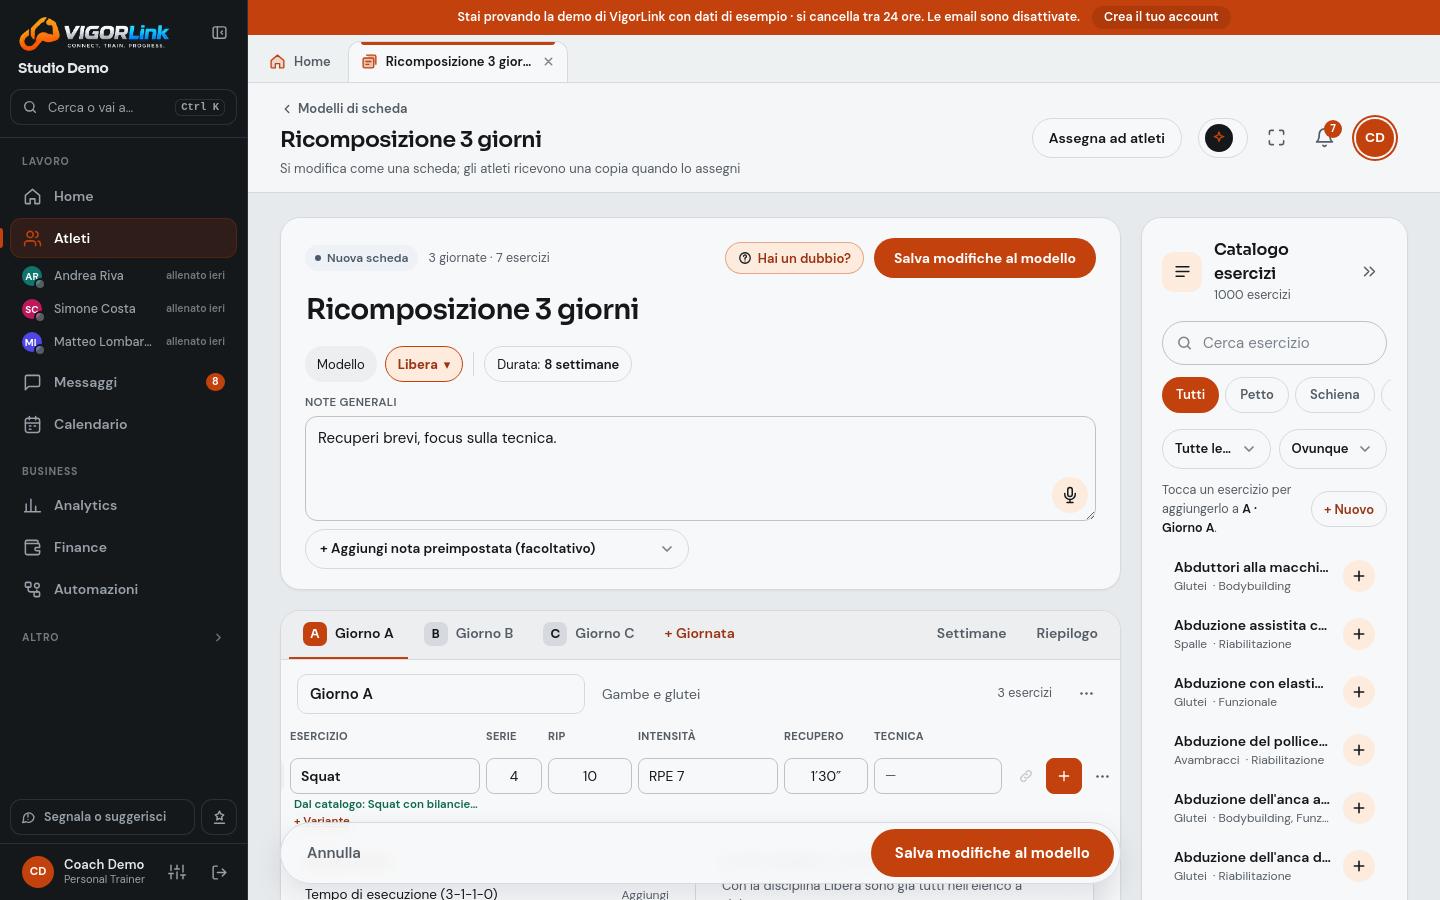 Stai provando la demo di VigorLink con dati di esempio · si cancella tra 24 ore. Le email sono disattivate.
Crea il tuo account
VIGORLink
CONNECT. TRAIN. PROGRESS.
Studio Demo
Cerca o vai a...
Ctrl K
LAVORO
Home
Atleti
AR Andrea Riva allenato ieri
SC Simone Costa allenato ieri
ML Matteo Lombar... allenato ieri
Messaggi 8
Calendario
BUSINESS
Analytics
Finance
Automazioni
ALTRO
Segnala o suggerisci
CD
Coach Demo
Personal Trainer
Home
Ricomposizione 3 gior...
Modelli di scheda
Ricomposizione 3 giorni
Si modifica come una scheda; gli atleti ricevono una copia quando lo assegni
Assegna ad atleti
7
CD
Nuova scheda
3 giornate · 7 esercizi
Hai un dubbio?
Salva modifiche al modello
Ricomposizione 3 giorni
Modello
Libera ▾
Durata: 8 settimane
NOTE GENERALI
Recuperi brevi, focus sulla tecnica.
+ Aggiungi nota preimpostata (facoltativo)
A Giorno A
B Giorno B
C Giorno C
+ Giornata
Settimane
Riepilogo
Giorno A
Gambe e glutei
3 esercizi
ESERCIZIO SERIE RIP INTENSITÀ RECUPERO TECNICA
Squat 4 10 RPE 7 1’30” —
Dal catalogo: Squat con bilancie...
+ Variante
Annulla
Salva modifiche al modello
Tempo di esecuzione (3-1-1-0)
Aggiungi
Con la disciplina Libera sono già tutti nell'elenco a
Catalogo esercizi
1000 esercizi
Cerca esercizio
Tutti
Petto
Schiena
Tutte le...
Ovunque
Tocca un esercizio per
aggiungerlo a A ·
Giorno A.
+ Nuovo
Abduttori alla macchi...
Glutei · Bodybuilding
Abduzione assistita c...
Spalle · Riabilitazione
Abduzione con elasti...
Glutei · Funzionale
Abduzione del pollice...
Avambracci · Riabilitazione
Abduzione dell'anca a...
Glutei · Bodybuilding, Funz...
Abduzione dell'anca d...
Glutei · Riabilitazione